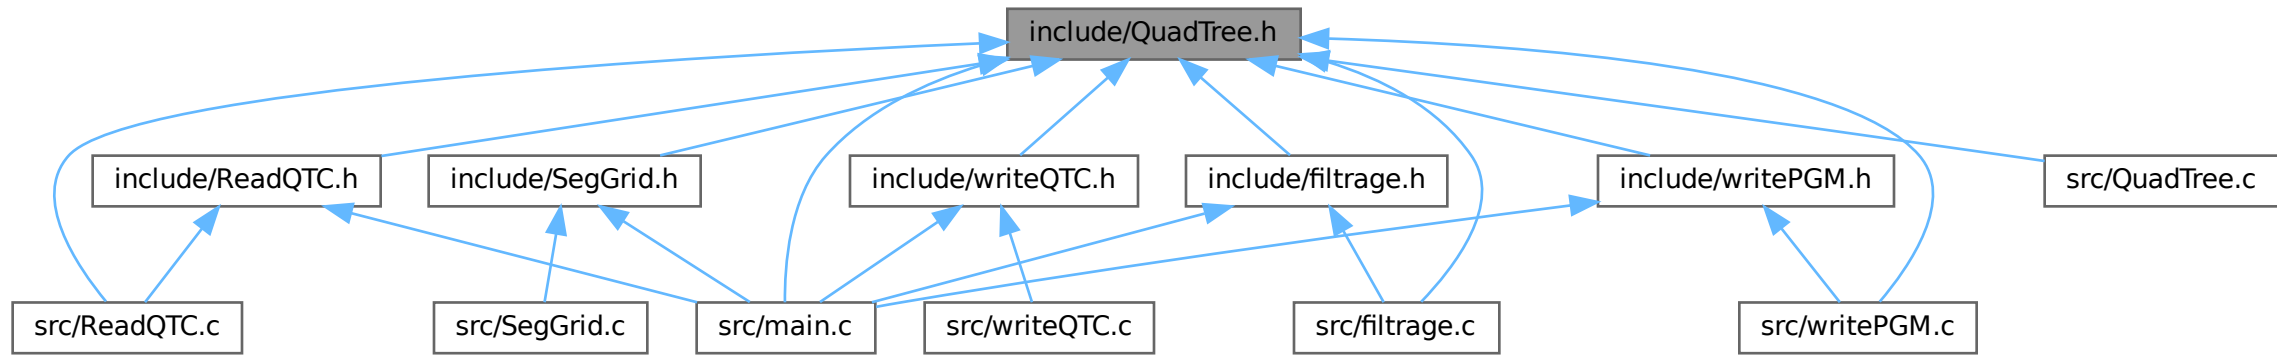 include/QuadTree.h
include/ReadQTC.h
include/SegGrid.h
include/writeQTC.h
include/filtrage.h
include/writePGM.h
src/QuadTree.c
src/ReadQTC.c
src/SegGrid.c
src/main.c
src/writeQTC.c
src/filtrage.c
src/writePGM.c